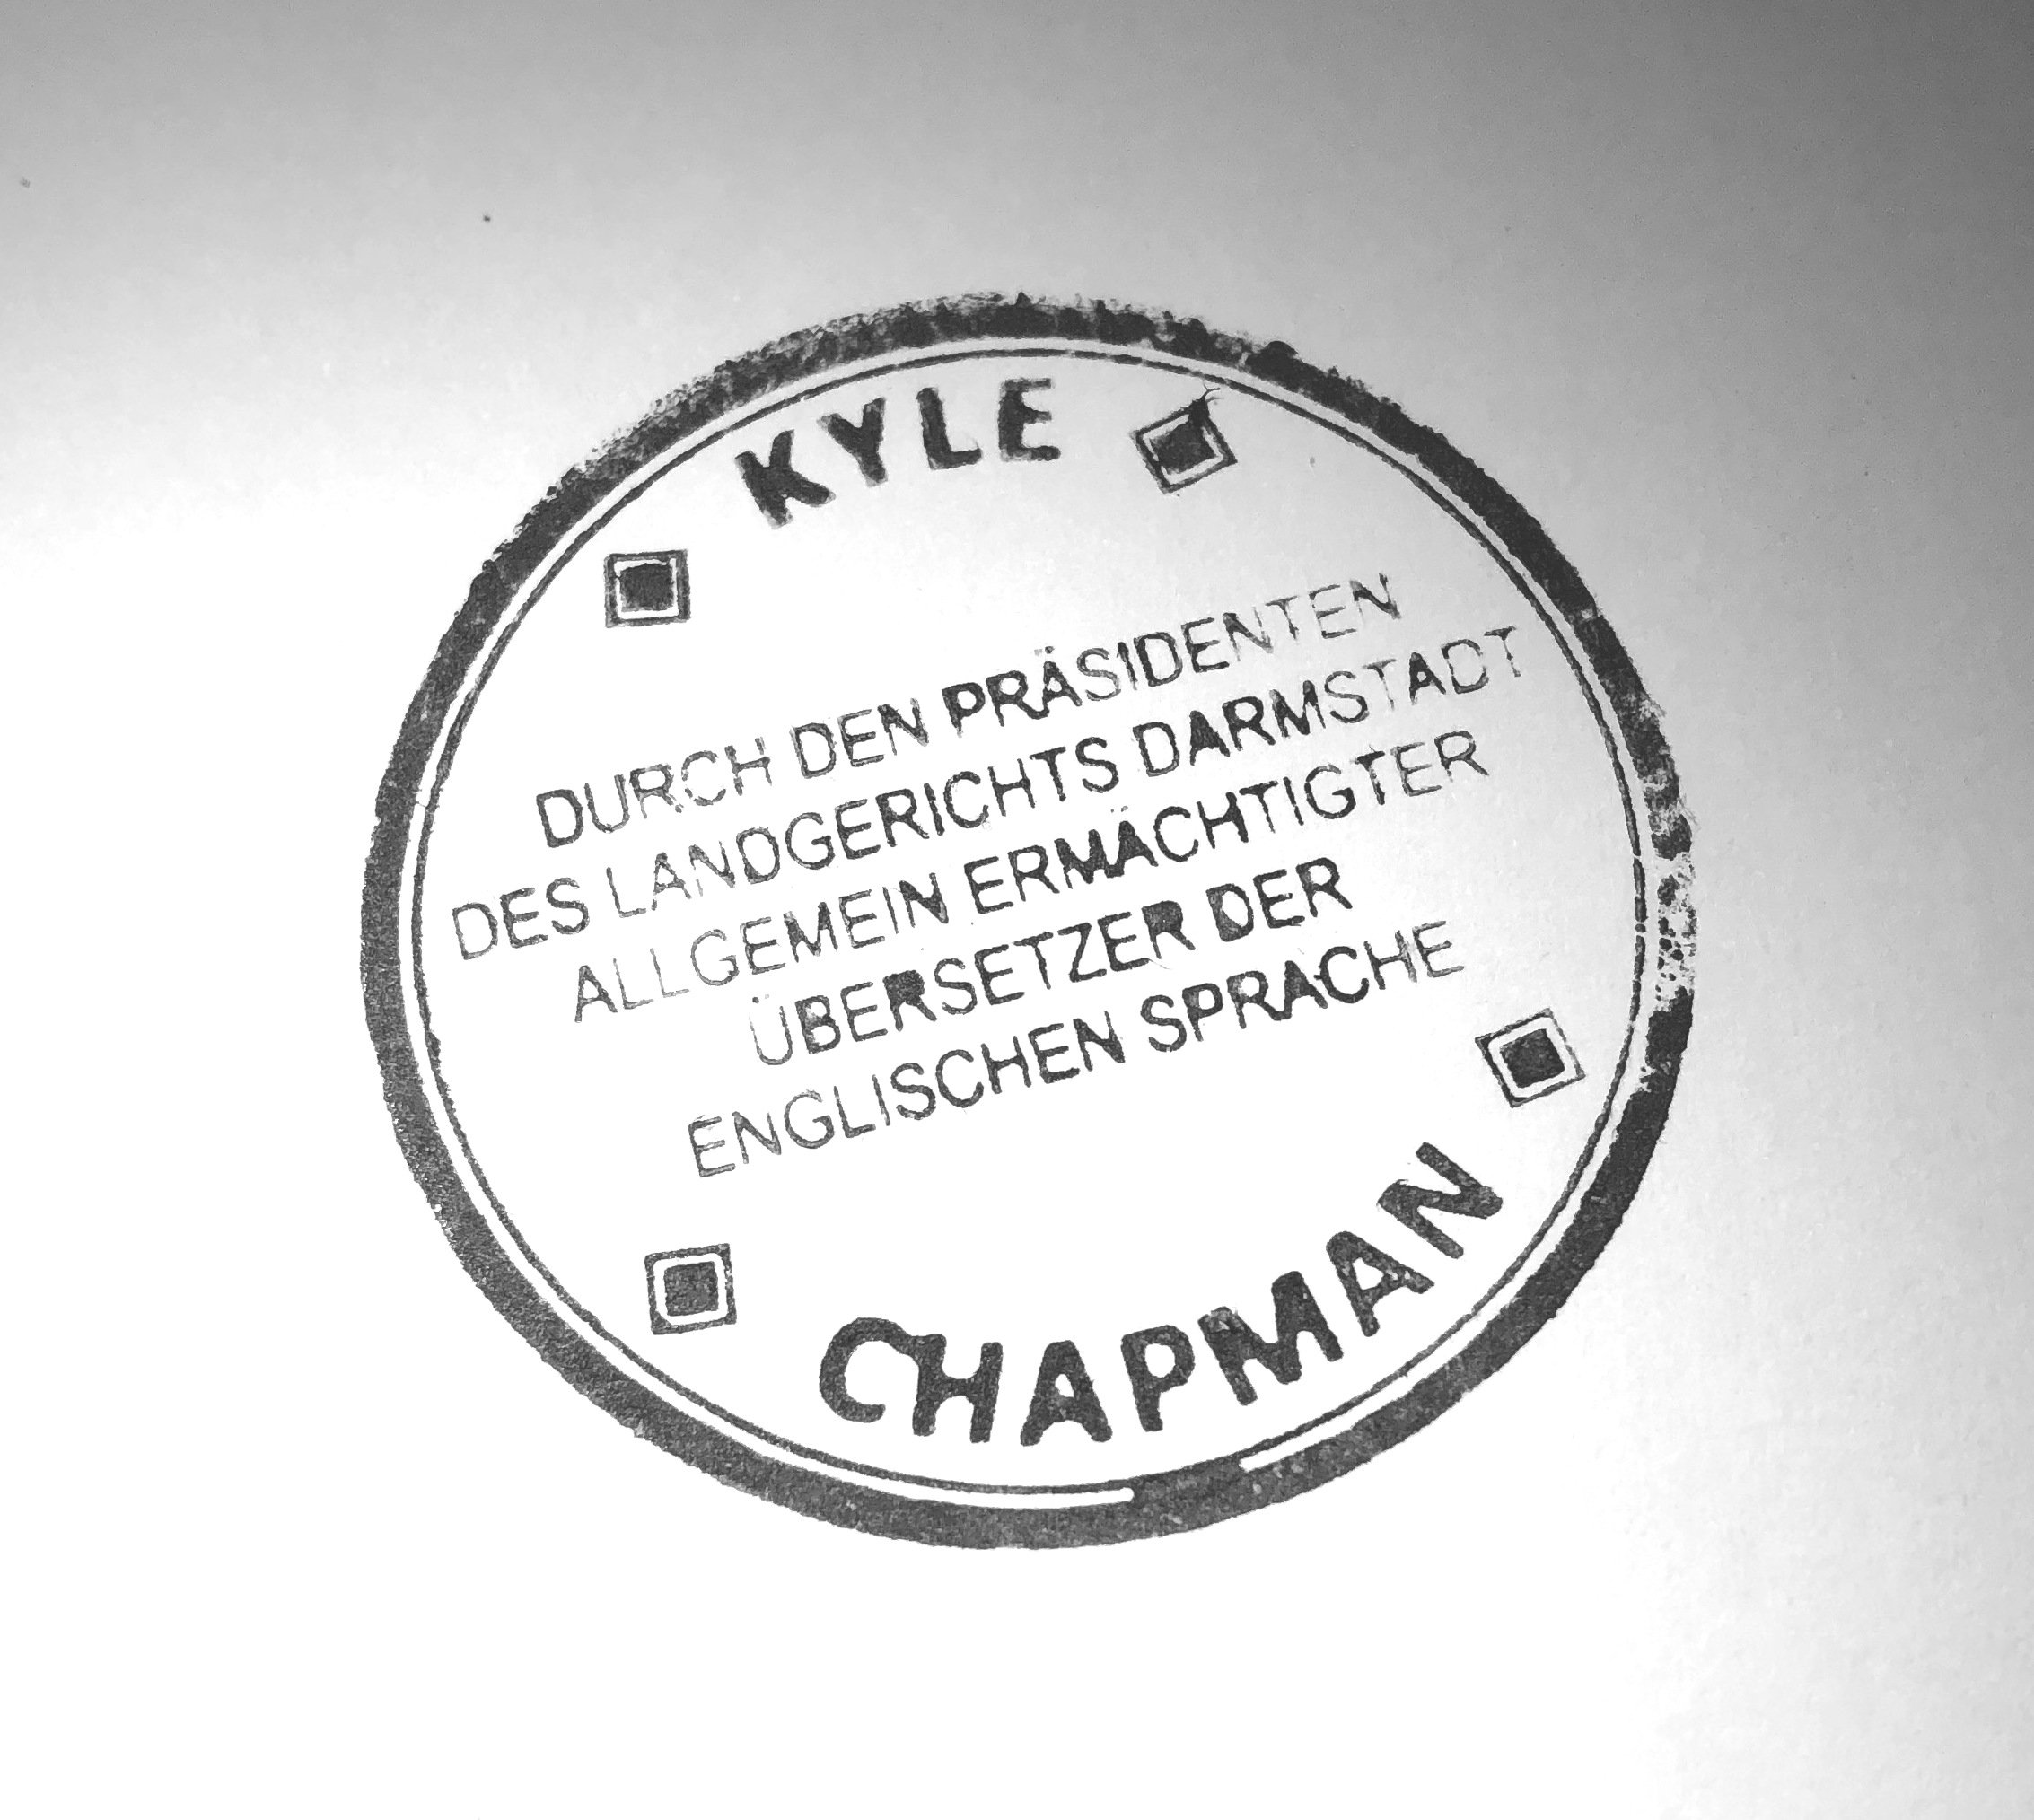 KYLE
DURCH DEN PRÄSIDENTEN
DES LANDGERICHTS DARMSTADT
ALLGEMEIN ERMÄCHTIGTER
ÜBERSETZER DER
ENGLISCHEN SPRACHE
CHAPMAN